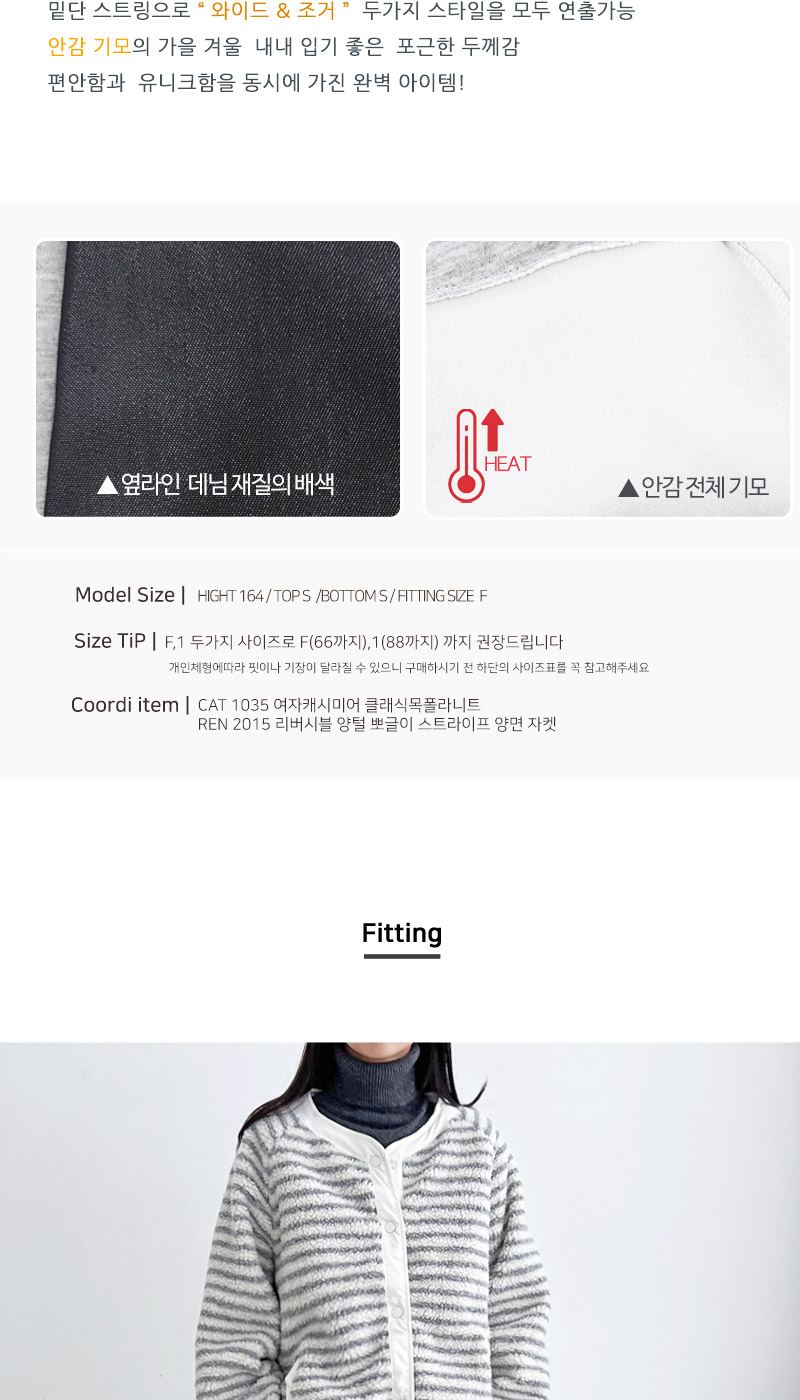 밑단 스트링으로 “ 와이드 & 조거 ” 두가지 스타일을 모두 연출가능
안감 기모의 가을 겨울 내내 입기 좋은 포근한 두께감
편안함과 유니크함을 동시에 가진 완벽 아이템!
▲옆라인 데님 재질의 배색
HEAT
▲안감 전체 기모
Model Size | HIGHT 164 / TOP S /BOTTOM S / FITTING SIZE F
Size TiP | F,1 두가지 사이즈로 F(66까지),1(88까지) 까지 권장드립니다
개인체형에따라 핏이나 기장이 달라질 수 있으니 구매하시기 전 하단의 사이즈표를 꼭 참고해주세요
Coordi item | CAT 1035 여자캐시미어 클래식목폴라니트
REN 2015 리버시블 양털 뽀글이 스트라이프 양면 자켓
Fitting